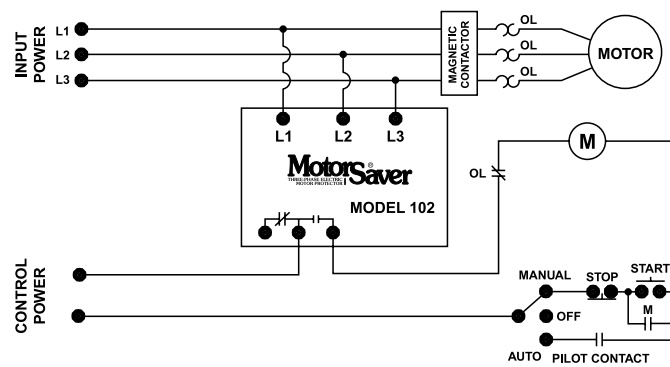 INPUT POWER
L1
L2
L3
MAGNETIC CONTACTOR
OL
OL
OL
MOTOR
L1
L2
L3
MotorSaver®
THREE-PHASE ELECTRIC
MOTOR PROTECTOR
MODEL 102
OL
M
CONTROL POWER
MANUAL
STOP
START
OFF
M
AUTO
PILOT CONTACT